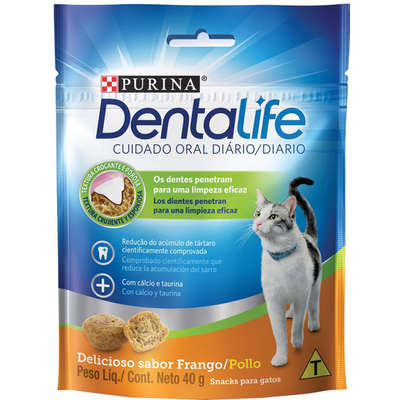 PURINA®
DentaLife
CUIDADO ORAL DIÁRIO/DIARIO
TEXTURA CROCANTE E POROSA
TEXTURA CRUJIENTE Y ESPONJOSA
Os dentes penetram
para uma limpeza eficaz
Los dientes penetran
para una limpieza eficaz
Redução do acúmulo de tártaro
cientificamente comprovada
Comprobado científicamente que
reduce la acumulación del sarro
Com cálcio e taurina
Con calcio y taurina
Delicioso sabor Frango/Pollo
Peso Liq./ Cont. Neto 40 g
Snacks para gatos
T